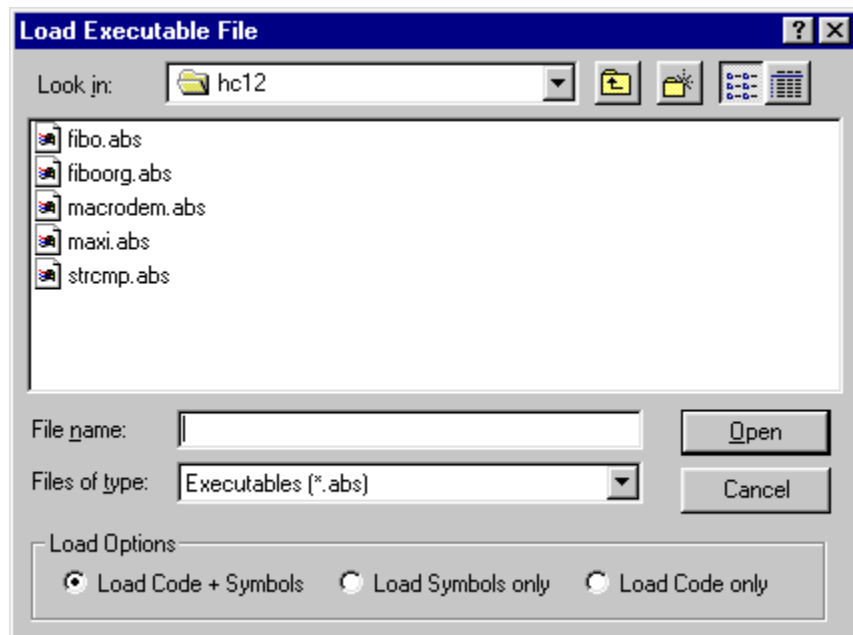 Load Executable File
Look in: hc12
fibo.abs
fiboorg.abs
macrodem.abs
maxi.abs
strcmp.abs
File name: Open
Files of type: Executables (*.abs) Cancel
Load Options
Load Code + Symbols Load Symbols only Load Code only